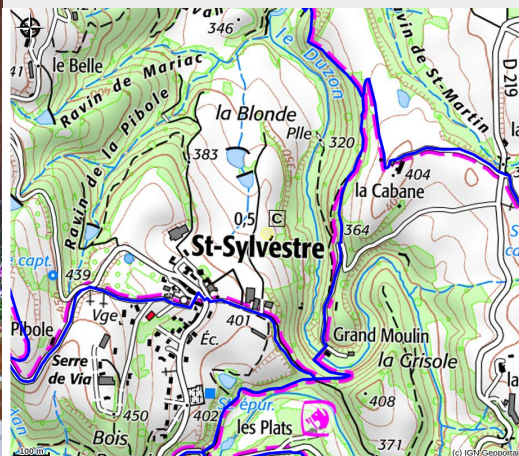 346
le Belle
41
Ravin de Mariac
le Duzon
Ravin de St-Martin
D 219
la Blonde
Plle
320
Ravin de la Pibole
383
350
404
la Cabane
0,5
C
364
St-Sylvestre
capt.
439
Pibole
Vge
401
Éc.
Grand Moulin
la Grisole
Serre
de Via
450
402
St. épur.
408
les Plats
Bois
371
100 m
(c) IGN Geoportail